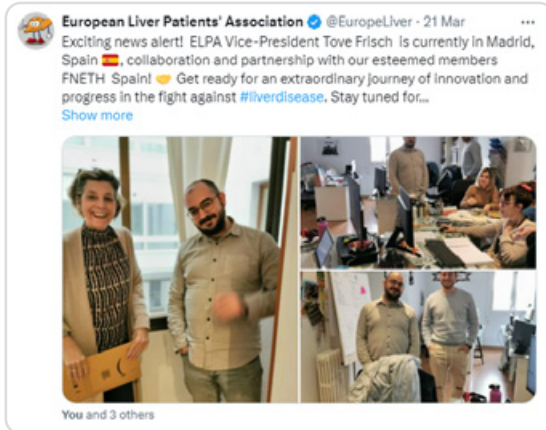 European Liver Patients' Association @EuropeLiver · 21 Mar
Exciting news alert! ELPA Vice-President Tove Frisch is currently in Madrid,
Spain 🇪🇸, collaboration and partnership with our esteemed members
FNETH Spain! 🤝 Get ready for an extraordinary journey of innovation and
progress in the fight against #liverdisease. Stay tuned for...
Show more
You and 3 others